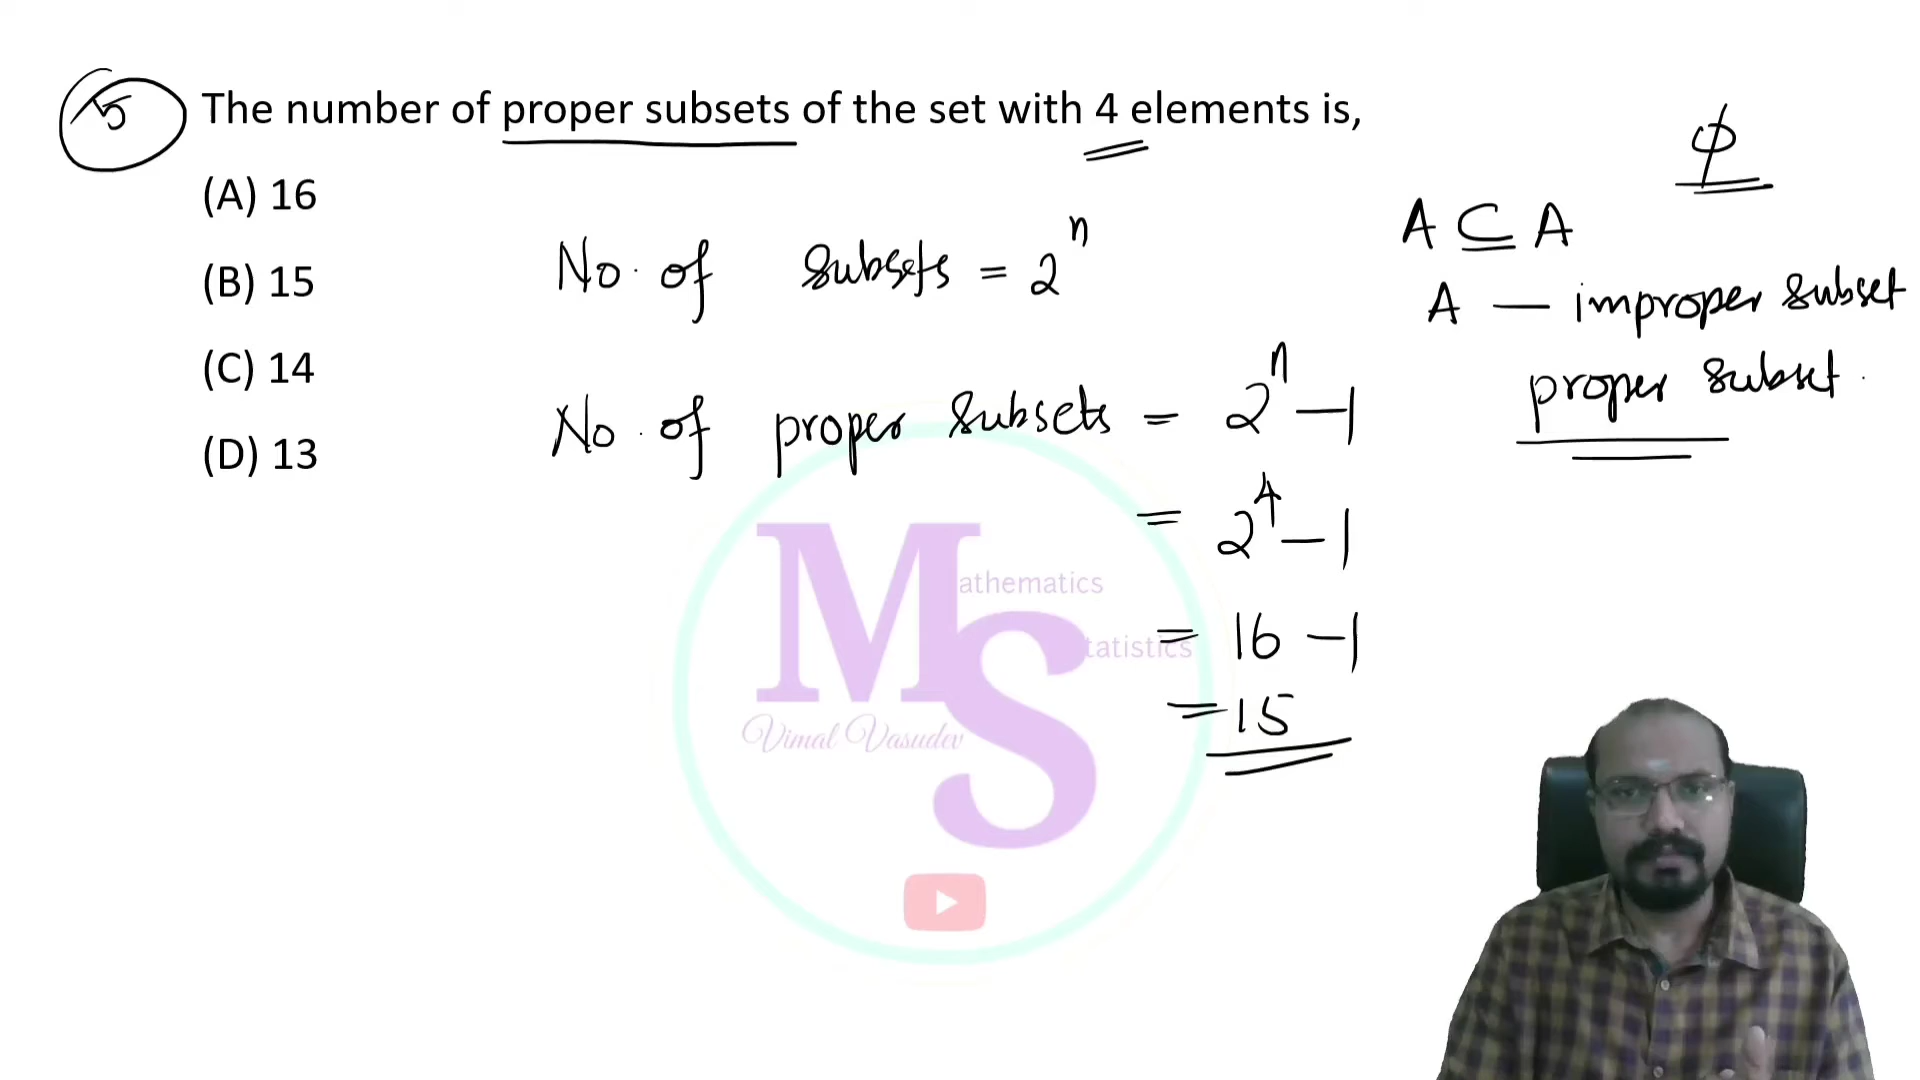 5 The number of proper subsets of the set with 4 elements is,
(A) 16
(B) 15
(C) 14
(D) 13
No. of subsets = 2^n
No. of proper subsets = 2^n – 1
= 2^4 – 1
= 16 – 1
= 15
ϕ
A ⊆ A
A — improper subset
proper subset.
Mathematics
Statistics
Vimal Vasudev